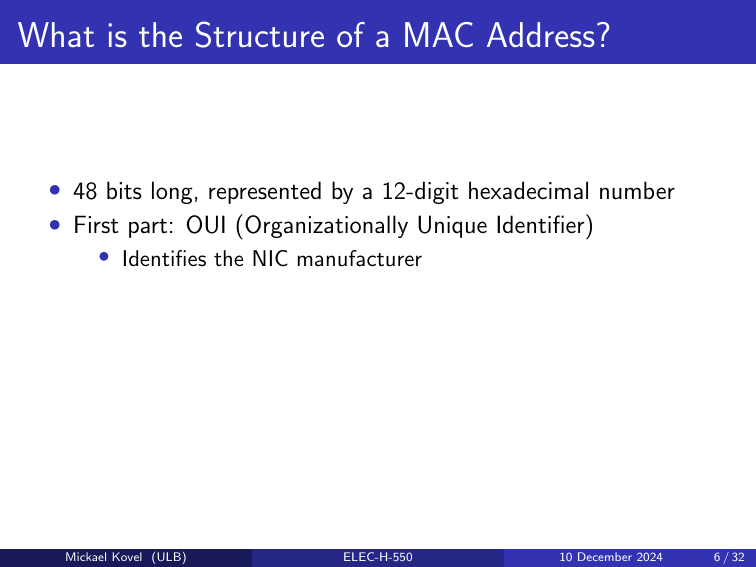 What is the Structure of a MAC Address?
• 48 bits long, represented by a 12-digit hexadecimal number
• First part: OUI (Organizationally Unique Identifier)
• Identifies the NIC manufacturer
Mickael Kovel (ULB) ELEC-H-550 10 December 2024 6 / 32